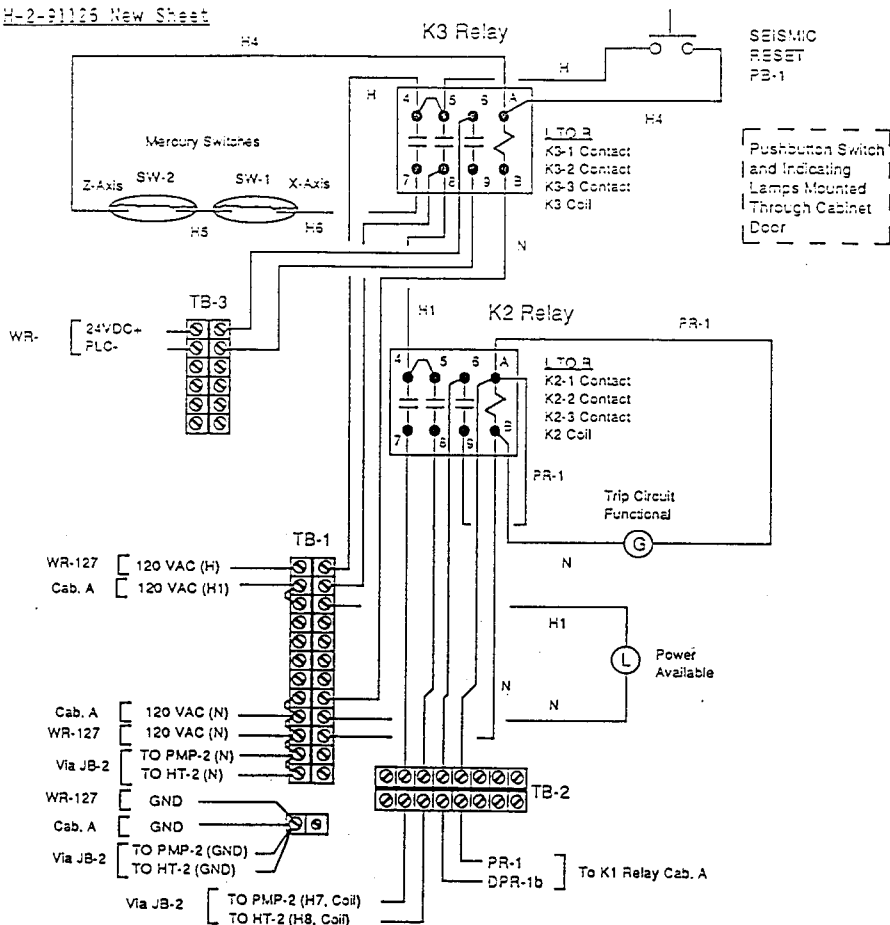 H-2-91125 New Sheet
H4
K3 Relay
SEISMIC
RESET
PB-1
H
H
4 5 6 A
H4
Mercury Switches
L TO R
K3-1 Contact
K3-2 Contact
K3-3 Contact
K3 Coil
Pushbutton Switch
and Indicating
Lamps Mounted
Through Cabinet
Door
Z-Axis SW-2 SW-1 X-Axis
7 8 9 B
H5 H6
N
TB-3
H1
K2 Relay
PR-1
WR- 24VDC+
PLC-
4 5 6 A
L TO R
K2-1 Contact
K2-2 Contact
K2-3 Contact
K2 Coil
7 8 9 B
PR-1
Trip Circuit
Functional
TB-1
G
N
WR-127 120 VAC (H)
Cab. A 120 VAC (H1)
H1
L Power
Available
N
N
Cab. A 120 VAC (N)
WR-127 120 VAC (N)
Via JB-2 TO PMP-2 (N)
TO HT-2 (N)
TB-2
WR-127 GND
Cab. A GND
Via JB-2 TO PMP-2 (GND)
TO HT-2 (GND)
PR-1
DPR-1b
To K1 Relay Cab. A
Via JB-2 TO PMP-2 (H7, Coil)
TO HT-2 (H8, Coil)